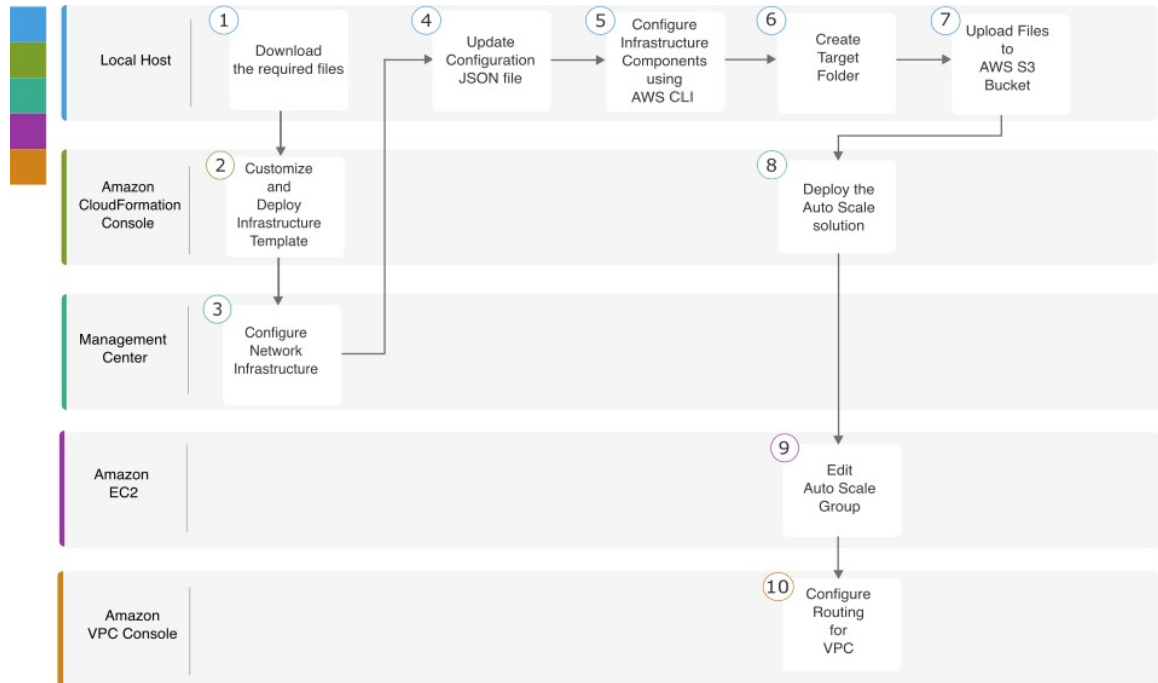 Local Host
1
Download
the required files
4
Update
Configuration
JSON file
5
Configure
Infrastructure
Components
using
AWS CLI
6
Create
Target
Folder
7
Upload Files
to
AWS S3
Bucket
Amazon
CloudFormation
Console
2
Customize
and
Deploy
Infrastructure
Template
8
Deploy the
Auto Scale
solution
Management
Center
3
Configure
Network
Infrastructure
Amazon
EC2
9
Edit
Auto Scale
Group
Amazon
VPC Console
10
Configure
Routing
for
VPC